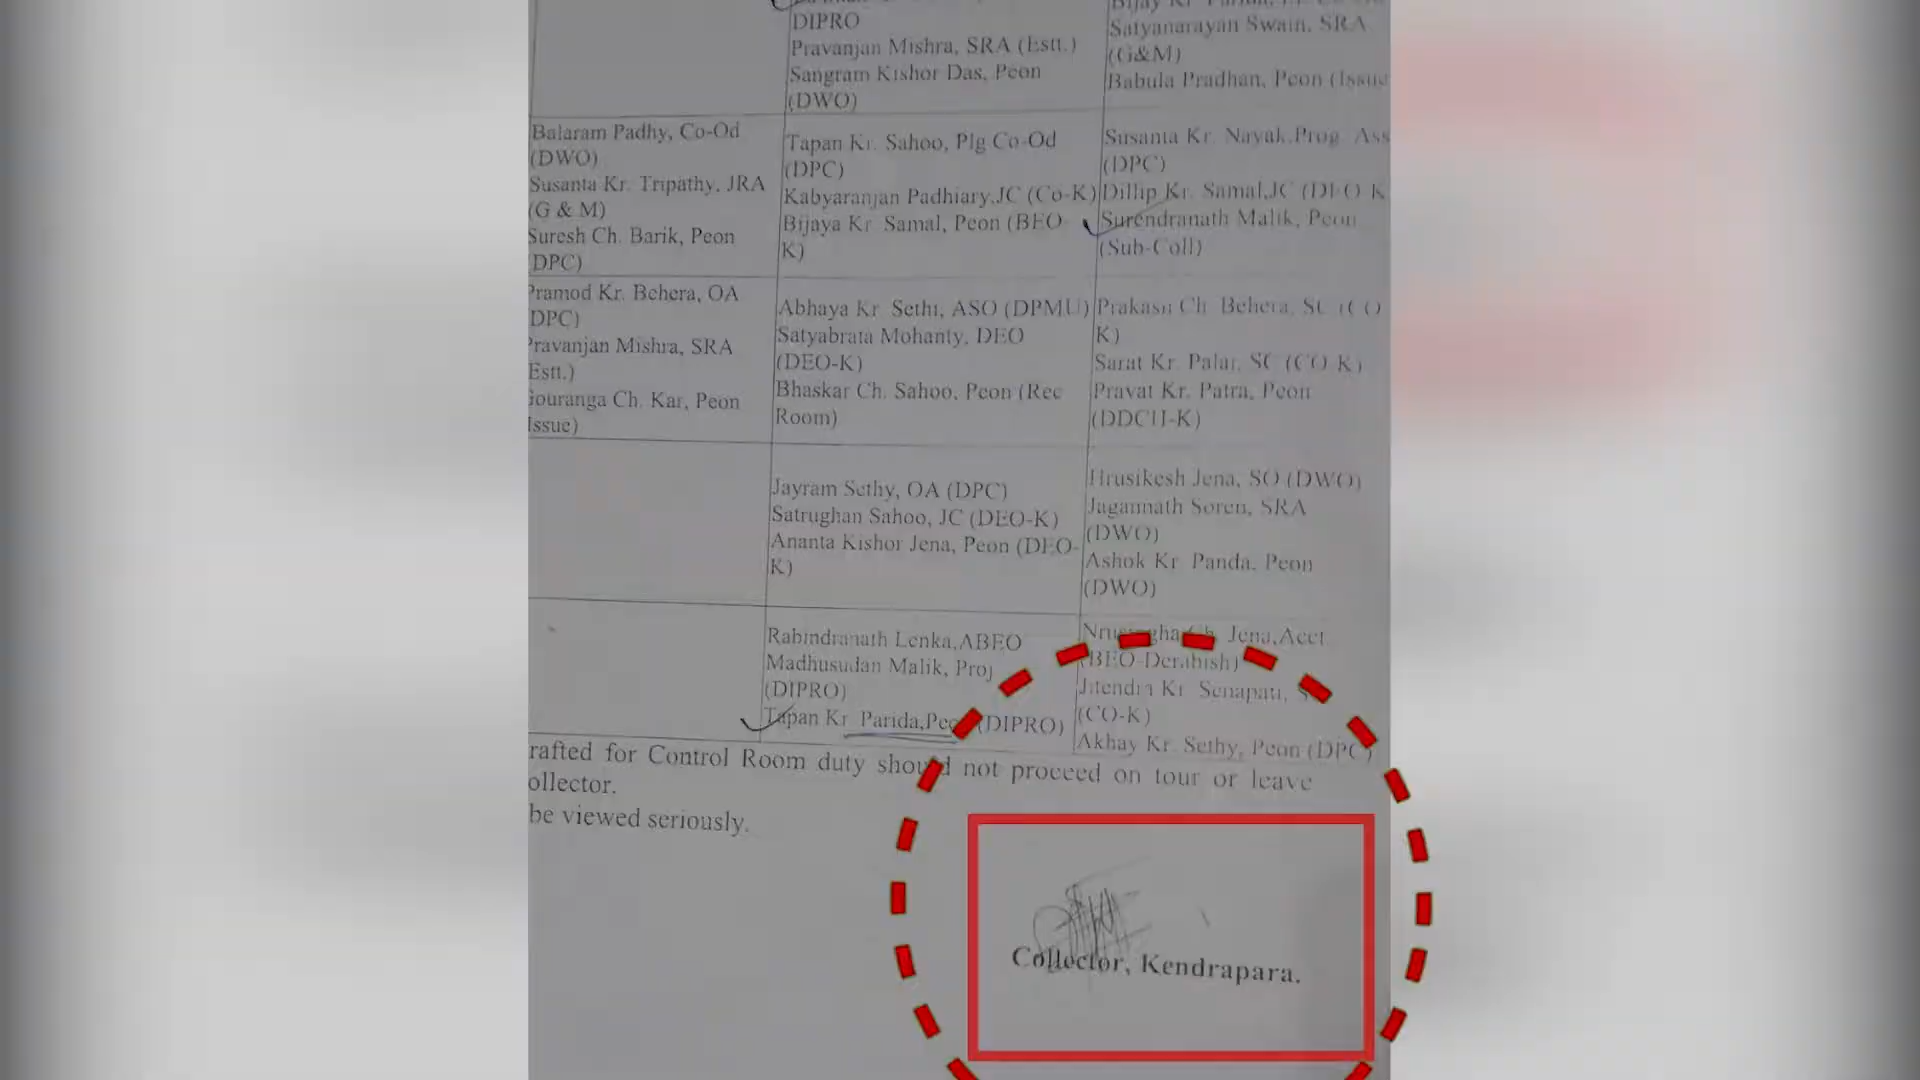 DIPRO
Pravanjan Mishra, SRA (Estt.)
Sangram Kishor Das, Peon
(DWO)
Satyanarayan Swain, SRA
(G&M)
Babula Pradhan, Peon (Issue
Balaram Padhy, Co-Od
(DWO)
Susanta Kr. Tripathy, JRA
(G & M)
Suresh Ch. Barik, Peon
DPC)
Tapan Kr. Sahoo, Plg Co-Od
(DPC)
Kabyaranjan Padhiary,JC (Co-K)
Bijaya Kr. Samal, Peon (BEO-
K)
Susanta Kr. Nayak,Prog. Ass
(DPC)
Dillip Kr. Samal,JC (DEO-K
Surendranath Malik, Peon
(Sub-Coll)
Pramod Kr. Behera, OA
DPC)
Pravanjan Mishra, SRA
Estt.)
Gouranga Ch. Kar, Peon
Issue)
Abhaya Kr. Sethi, ASO (DPMU)
Satyabrata Mohanty, DEO
(DEO-K)
Bhaskar Ch. Sahoo, Peon (Rec
Room)
Prakash Ch. Behera, SC (CO
K)
Sarat Kr. Palai, SC (CO-K)
Pravat Kr. Patra, Peon
(DDCH-K)
Jayram Sethy, OA (DPC)
Satrughan Sahoo, JC (DEO-K)
Ananta Kishor Jena, Peon (DEO-
K)
Hrusikesh Jena, SO (DWO)
Jagannath Soren, SRA
(DWO)
Ashok Kr. Panda, Peon
(DWO)
Rabindranath Lenka,ABEO
Madhusudan Malik, Proj
(DIPRO)
Tapan Kr. Parida,Peo (DIPRO)
Jena,Acct
(BEO-Derabish)
Jitendra Kr. Senapati, S
(CO-K)
Akhay Kr. Sethy, Peon (DPC)
rafted for Control Room duty should not proceed on tour or leave
ollector.
be viewed seriously.
Collector, Kendrapara.